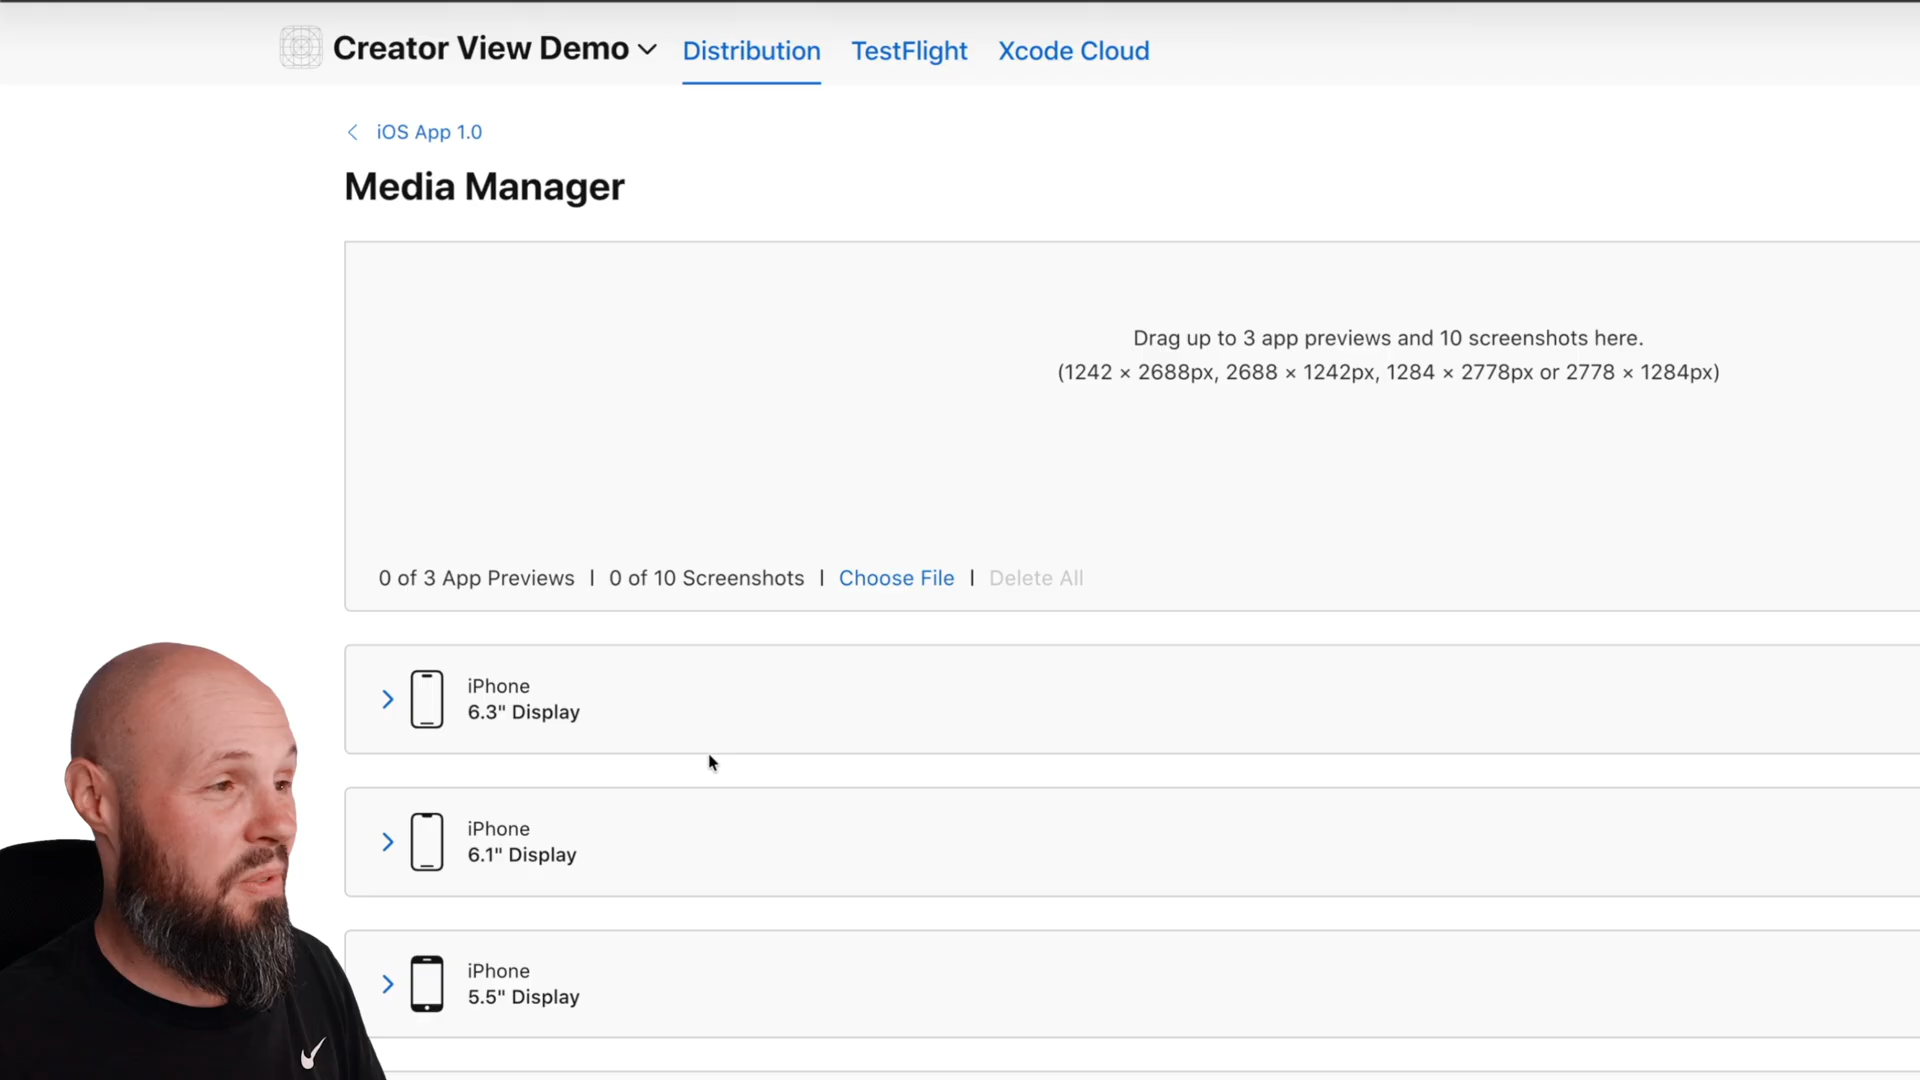 Creator View Demo
Distribution
TestFlight
Xcode Cloud
iOS App 1.0
Media Manager
Drag up to 3 app previews and 10 screenshots here.
(1242 × 2688px, 2688 × 1242px, 1284 × 2778px or 2778 × 1284px)
0 of 3 App Previews | 0 of 10 Screenshots | Choose File | Delete All
iPhone
6.3" Display
iPhone
6.1" Display
iPhone
5.5" Display